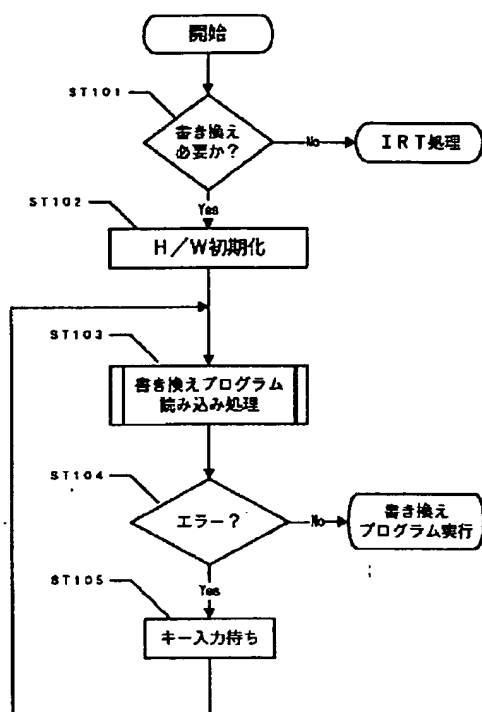 開始
ST101
書き換え
必要か?
No
IRT処理
Yes
ST102
H/W初期化
ST103
書き換えプログラム
読み込み処理
ST104
エラー?
No
書き換え
プログラム実行
Yes
ST105
キー入力待ち